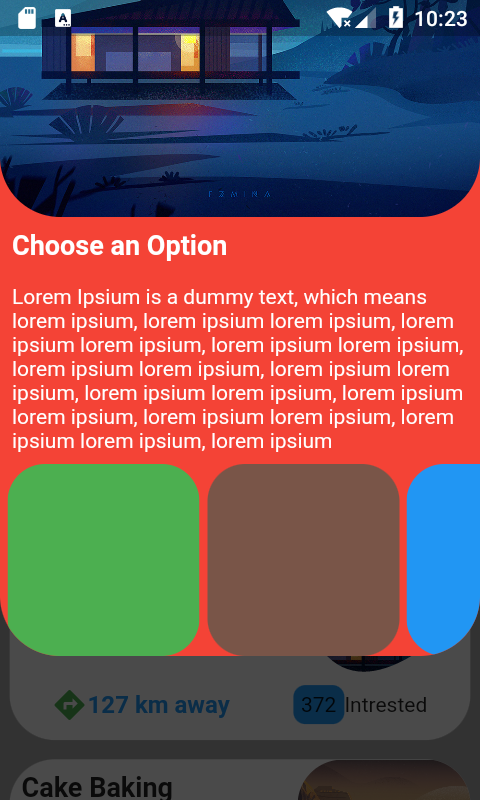 A
10:23
Choose an Option
Lorem Ipsium is a dummy text, which means
lorem ipsium, lorem ipsium lorem ipsium, lorem
ipsium lorem ipsium, lorem ipsium lorem ipsium,
lorem ipsium lorem ipsium, lorem ipsium lorem
ipsium, lorem ipsium lorem ipsium, lorem ipsium
lorem ipsium, lorem ipsium lorem ipsium, lorem
ipsium lorem ipsium, lorem ipsium
127 km away
372 Intrested
Cake Baking